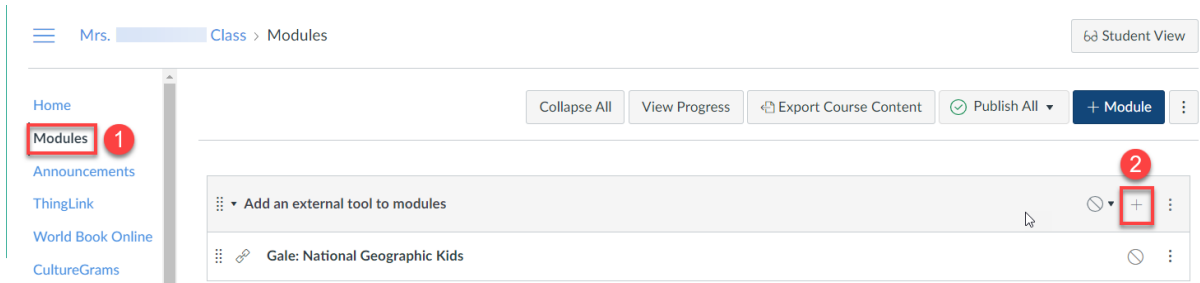 Mrs. Class > Modules
Student View
Collapse All View Progress Export Course Content Publish All + Module
Home
Modules 1
Announcements
ThingLink
World Book Online
CultureGrams
2
Add an external tool to modules
Gale: National Geographic Kids